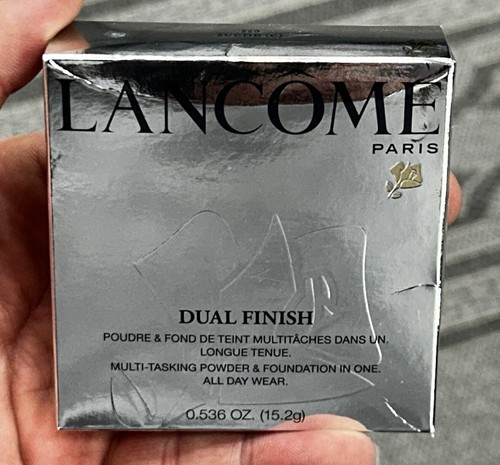 LANCÔME
PARIS
DUAL FINISH
POUDRE & FOND DE TEINT MULTITÂCHES DANS UN.
LONGUE TENUE.
MULTI-TASKING POWDER & FOUNDATION IN ONE.
ALL DAY WEAR.
0.536 OZ. (15.2g)